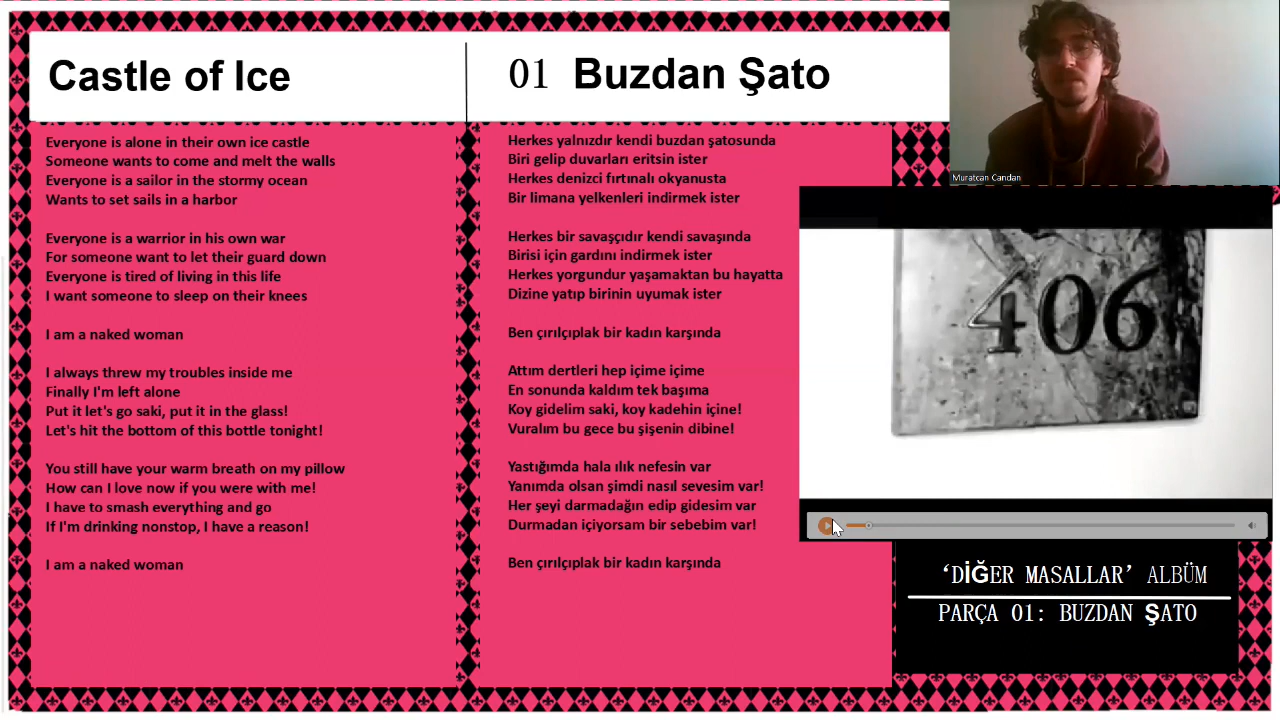 Castle of Ice
01 Buzdan Şato
Everyone is alone in their own ice castle
Someone wants to come and melt the walls
Everyone is a sailor in the stormy ocean
Wants to set sails in a harbor
Everyone is a warrior in his own war
For someone want to let their guard down
Everyone is tired of living in this life
I want someone to sleep on their knees
I am a naked woman
I always threw my troubles inside me
Finally I'm left alone
Put it let's go saki, put it in the glass!
Let's hit the bottom of this bottle tonight!
You still have your warm breath on my pillow
How can I love now if you were with me!
I have to smash everything and go
If I'm drinking nonstop, I have a reason!
I am a naked woman
Herkes yalnızdır kendi buzdan şatosunda
Biri gelip duvarları eritsin ister
Herkes denizci fırtınalı okyanusta
Bir limana yelkenleri indirmek ister
Herkes bir savaşçıdır kendi savaşında
Birisi için gardını indirmek ister
Herkes yorgundur yaşamaktan bu hayatta
Dizine yatıp birinin uyumak ister
Ben çırılçıplak bir kadın karşında
Attım dertleri hep içime içime
En sonunda kaldım tek başıma
Koy gidelim saki, koy kadehin içine!
Vuralım bu gece bu şişenin dibine!
Yastığımda hala ılık nefesin var
Yanımda olsan şimdi nasıl sevesim var!
Her şeyi darmadağın edip gidesim var
Durmadan içiyorsam bir sebebim var!
Ben çırılçıplak bir kadın karşında
Muratcan Candan
406
‘DİĞER MASALLAR’ ALBÜM
PARÇA 01: BUZDAN ŞATO